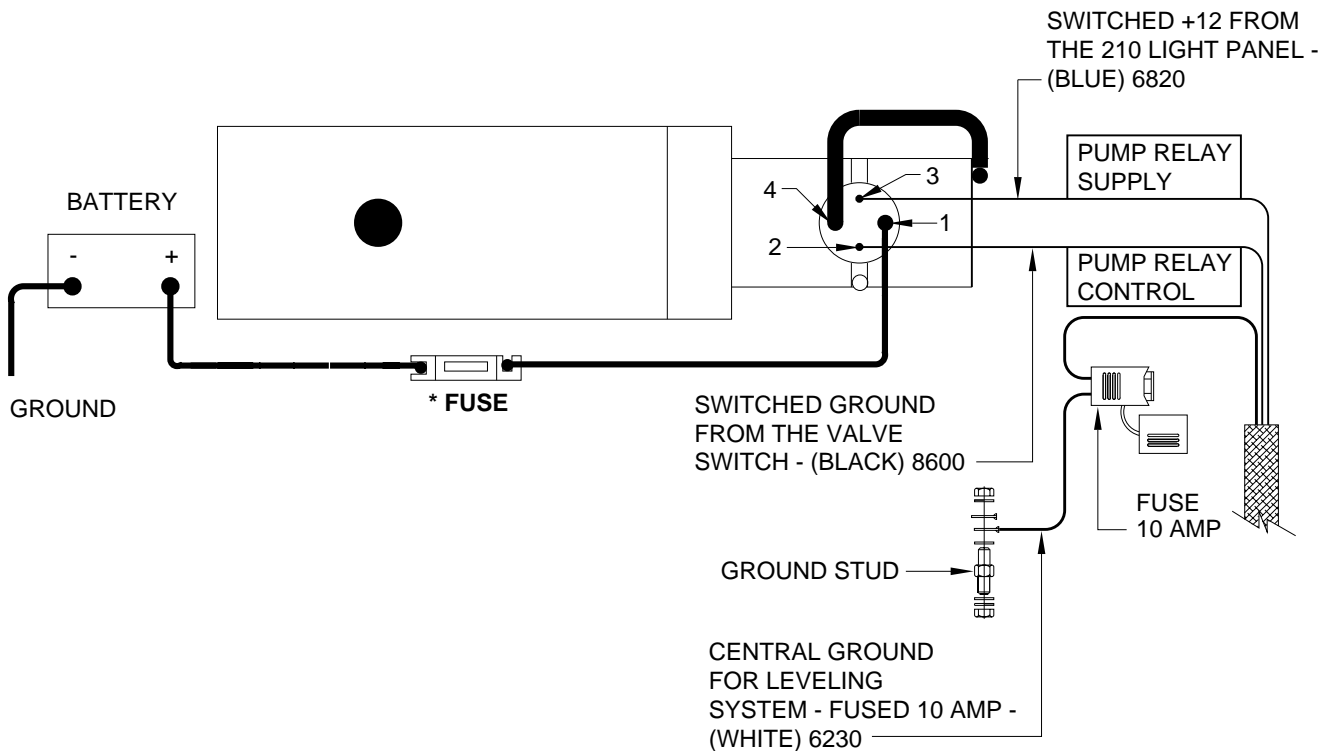 SWITCHED +12 FROM
THE 210 LIGHT PANEL -
(BLUE) 6820
PUMP RELAY
SUPPLY
4
3
BATTERY
- +
1
2
PUMP RELAY
CONTROL
GROUND
* FUSE
SWITCHED GROUND
FROM THE VALVE
SWITCH - (BLACK) 8600
FUSE
10 AMP
GROUND STUD
CENTRAL GROUND
FOR LEVELING
SYSTEM - FUSED 10 AMP -
(WHITE) 6230